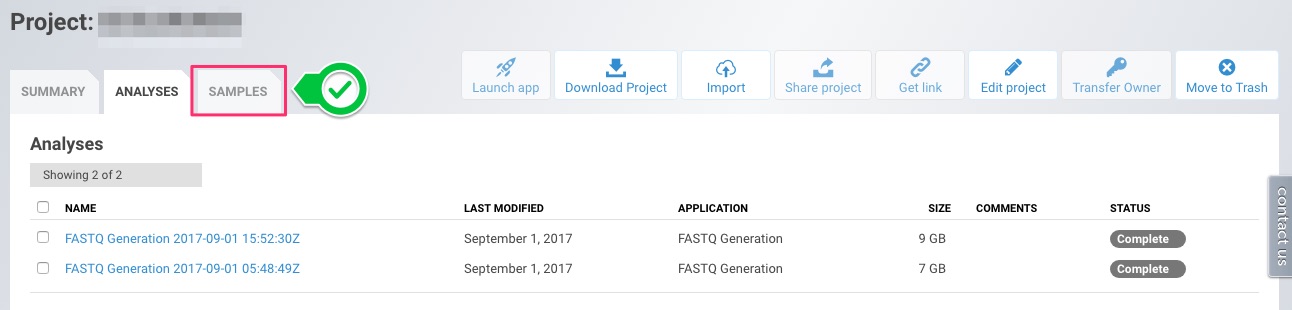 Project:
SUMMARY ANALYSES SAMPLES
Launch app Download Project Import Share project Get link Edit project Transfer Owner Move to Trash
Analyses
Showing 2 of 2
NAME LAST MODIFIED APPLICATION SIZE COMMENTS STATUS
FASTQ Generation 2017-09-01 15:52:30Z September 1, 2017 FASTQ Generation 9 GB Complete
FASTQ Generation 2017-09-01 05:48:49Z September 1, 2017 FASTQ Generation 7 GB Complete
contact us